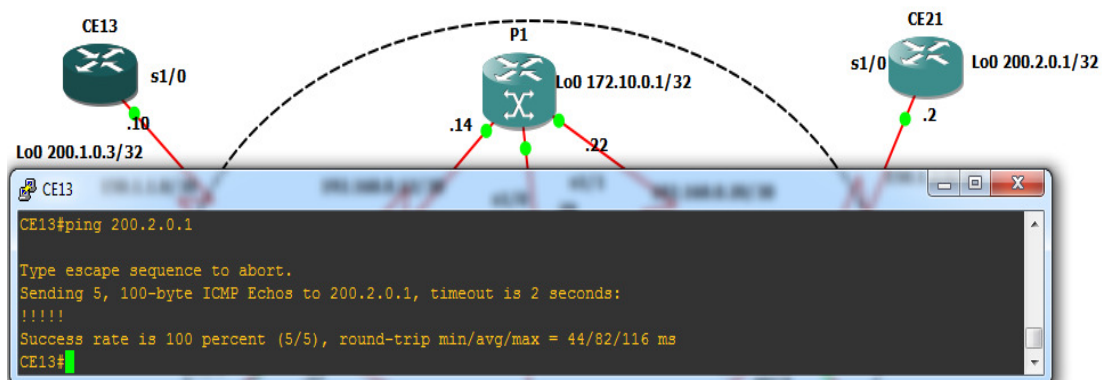 CE13
CE21
P1
s1/0
s1/0
Lo0 200.2.0.1/32
Lo0 172.10.0.1/32
.10
.14
.22
.2
Lo0 200.1.0.3/32
CE13
CE13#ping 200.2.0.1
Type escape sequence to abort.
Sending 5, 100-byte ICMP Echos to 200.2.0.1, timeout is 2 seconds:
!!!!!
Success rate is 100 percent (5/5), round-trip min/avg/max = 44/82/116 ms
CE13#